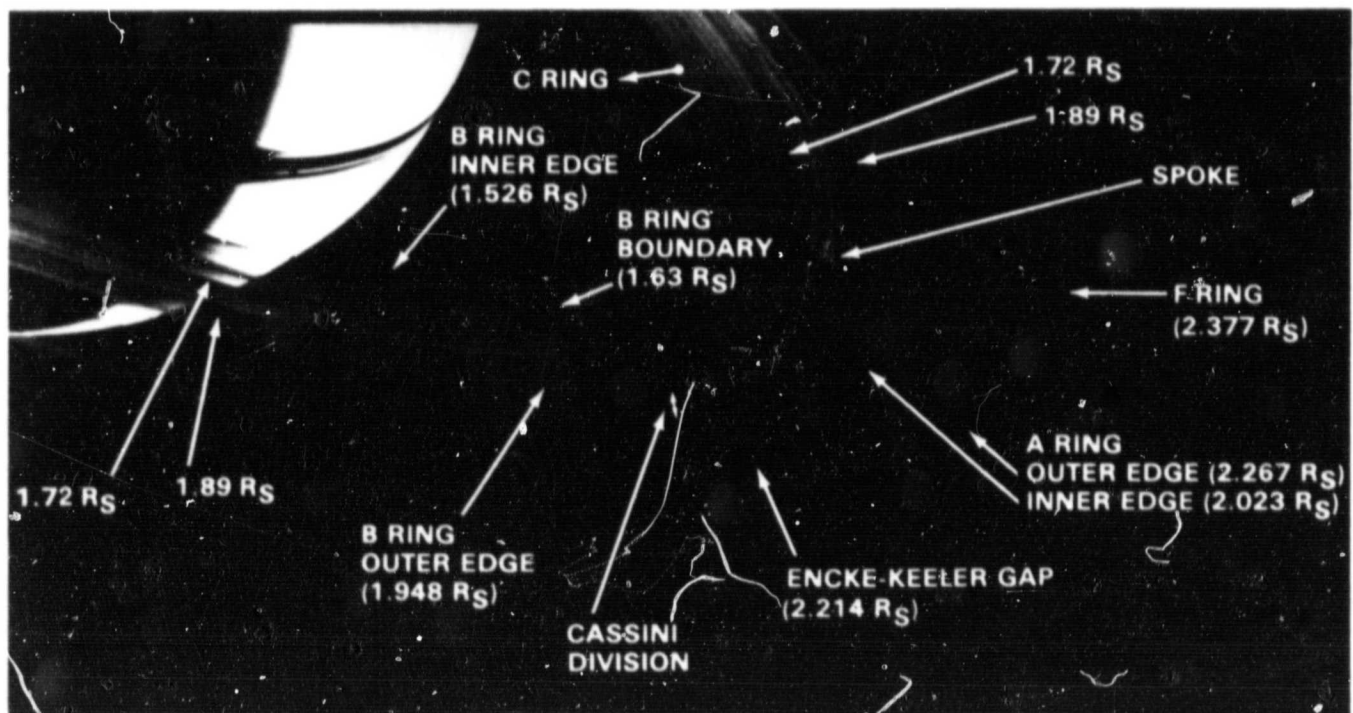 C RING
1.72 RS
1.89 RS
B RING
INNER EDGE
(1.526 RS)
SPOKE
B RING
BOUNDARY
(1.63 RS)
F RING
(2.377 RS)
1.72 RS
1.89 RS
A RING
OUTER EDGE (2.267 RS)
INNER EDGE (2.023 RS)
B RING
OUTER EDGE
(1.948 RS)
ENCKE-KEELER GAP
(2.214 RS)
CASSINI
DIVISION